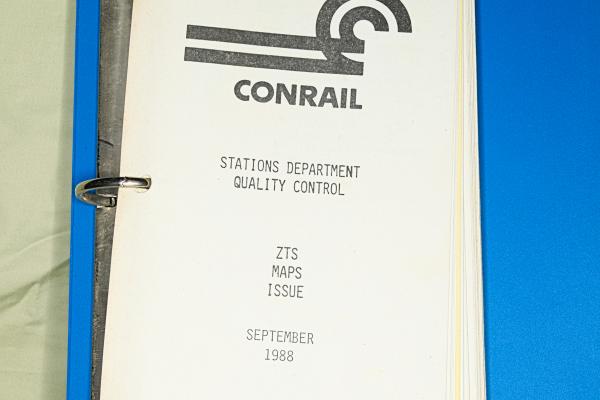 CONRAIL
STATIONS DEPARTMENT
QUALITY CONTROL
ZTS
MAPS
ISSUE
SEPTEMBER
1988